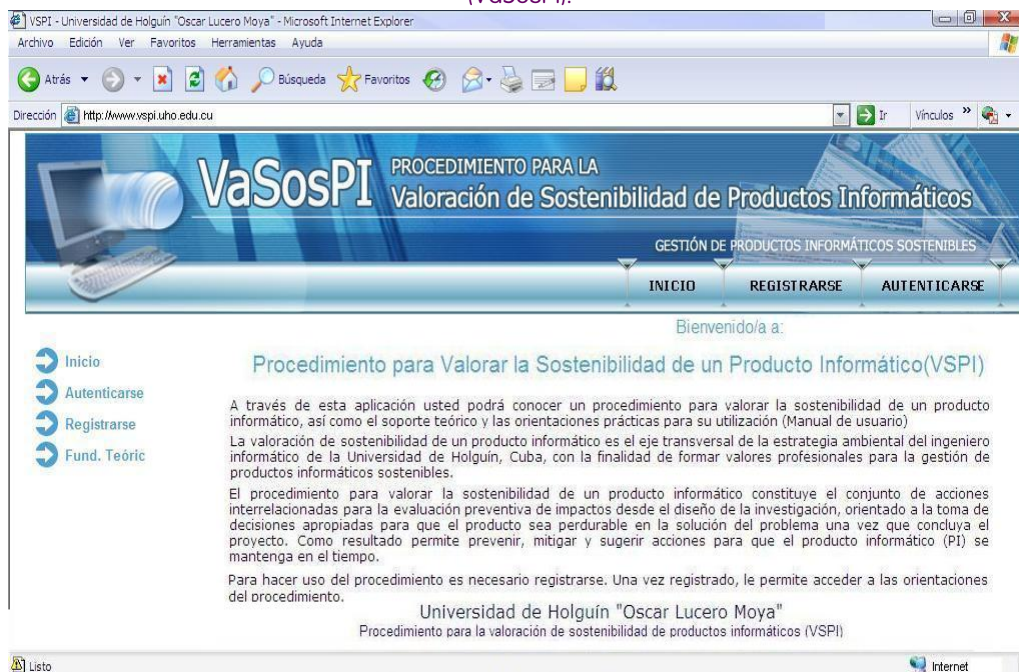 (VaSosPI).
VSPI - Universidad de Holguín "Oscar Lucero Moya" - Microsoft Internet Explorer
Archivo Edición Ver Favoritos Herramientas Ayuda
Atrás Búsqueda Favoritos
Dirección http://www.vspi.uho.edu.cu Ir Vínculos »
VaSosPI PROCEDIMIENTO PARA LA
Valoración de Sostenibilidad de Productos Informáticos
GESTIÓN DE PRODUCTOS INFORMÁTICOS SOSTENIBLES
INICIO REGISTRARSE AUTENTICARSE
Bienvenido/a a:
Inicio
Autenticarse
Registrarse
Fund. Teóric
Procedimiento para Valorar la Sostenibilidad de un Producto Informático(VSPI)
A través de esta aplicación usted podrá conocer un procedimiento para valorar la sostenibilidad de un producto
informático, así como el soporte teórico y las orientaciones prácticas para su utilización (Manual de usuario)
La valoración de sostenibilidad de un producto informático es el eje transversal de la estrategia ambiental del ingeniero
informático de la Universidad de Holguín, Cuba, con la finalidad de formar valores profesionales para la gestión de
productos informáticos sostenibles.
El procedimiento para valorar la sostenibilidad de un producto informático constituye el conjunto de acciones
interrelacionadas para la evaluación preventiva de impactos desde el diseño de la investigación, orientado a la toma de
decisiones apropiadas para que el producto sea perdurable en la solución del problema una vez que concluya el
proyecto. Como resultado permite prevenir, mitigar y sugerir acciones para que el producto informático (PI) se
mantenga en el tiempo.
Para hacer uso del procedimiento es necesario registrarse. Una vez registrado, le permite acceder a las orientaciones
del procedimiento.
Universidad de Holguín "Oscar Lucero Moya"
Procedimiento para la valoración de sostenibilidad de productos informáticos (VSPI)
Listo Internet